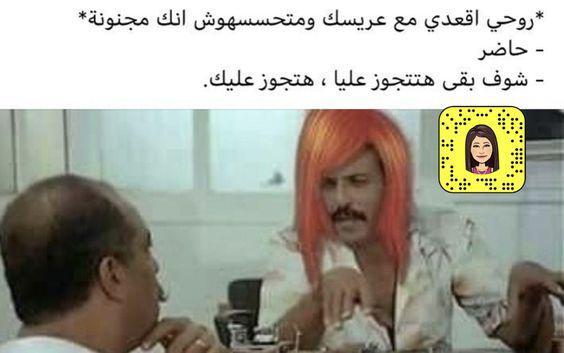 *روحي اقعدي مع عريسك ومتحسسهوش انك مجنونة*
- حاضر
- شوف بقى هتتجوز عليا ، هتجوز عليك.